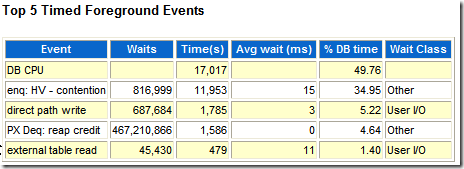 Top 5 Timed Foreground Events
Event Waits Time(s) Avg wait (ms) % DB time Wait Class
DB CPU 17,017 49.76
enq: HV - contention 816,999 11,953 15 34.95 Other
direct path write 687,684 1,785 3 5.22 User I/O
PX Deq: reap credit 467,210,866 1,586 0 4.64 Other
external table read 45,430 479 11 1.40 User I/O